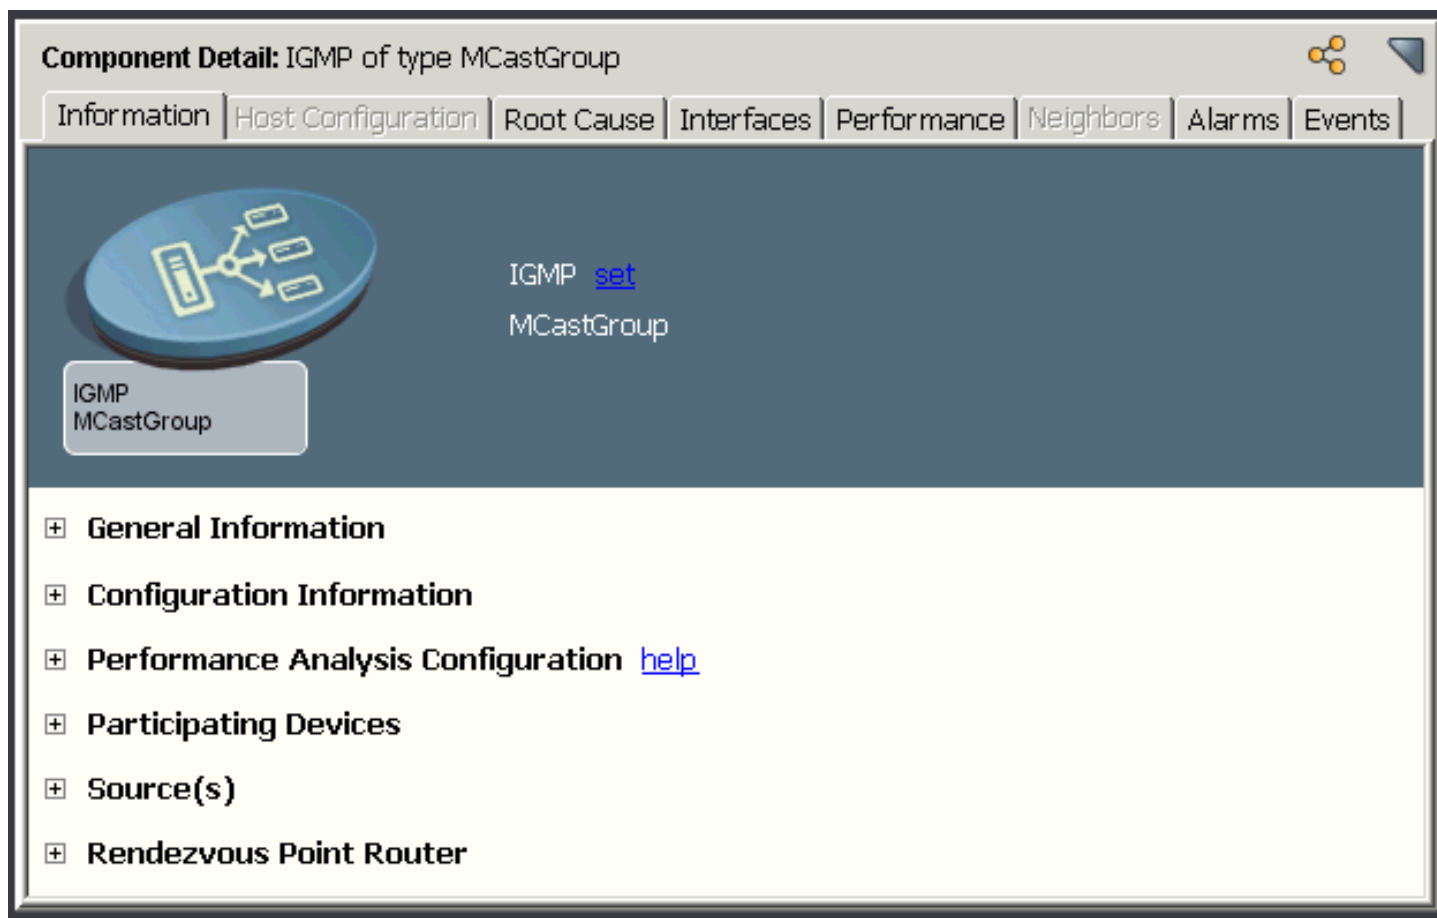 Component Detail: IGMP of type MCastGroup
Information Host Configuration Root Cause Interfaces Performance Neighbors Alarms Events
IGMP set
MCastGroup
IGMP
MCastGroup
General Information
Configuration Information
Performance Analysis Configuration help
Participating Devices
Source(s)
Rendezvous Point Router